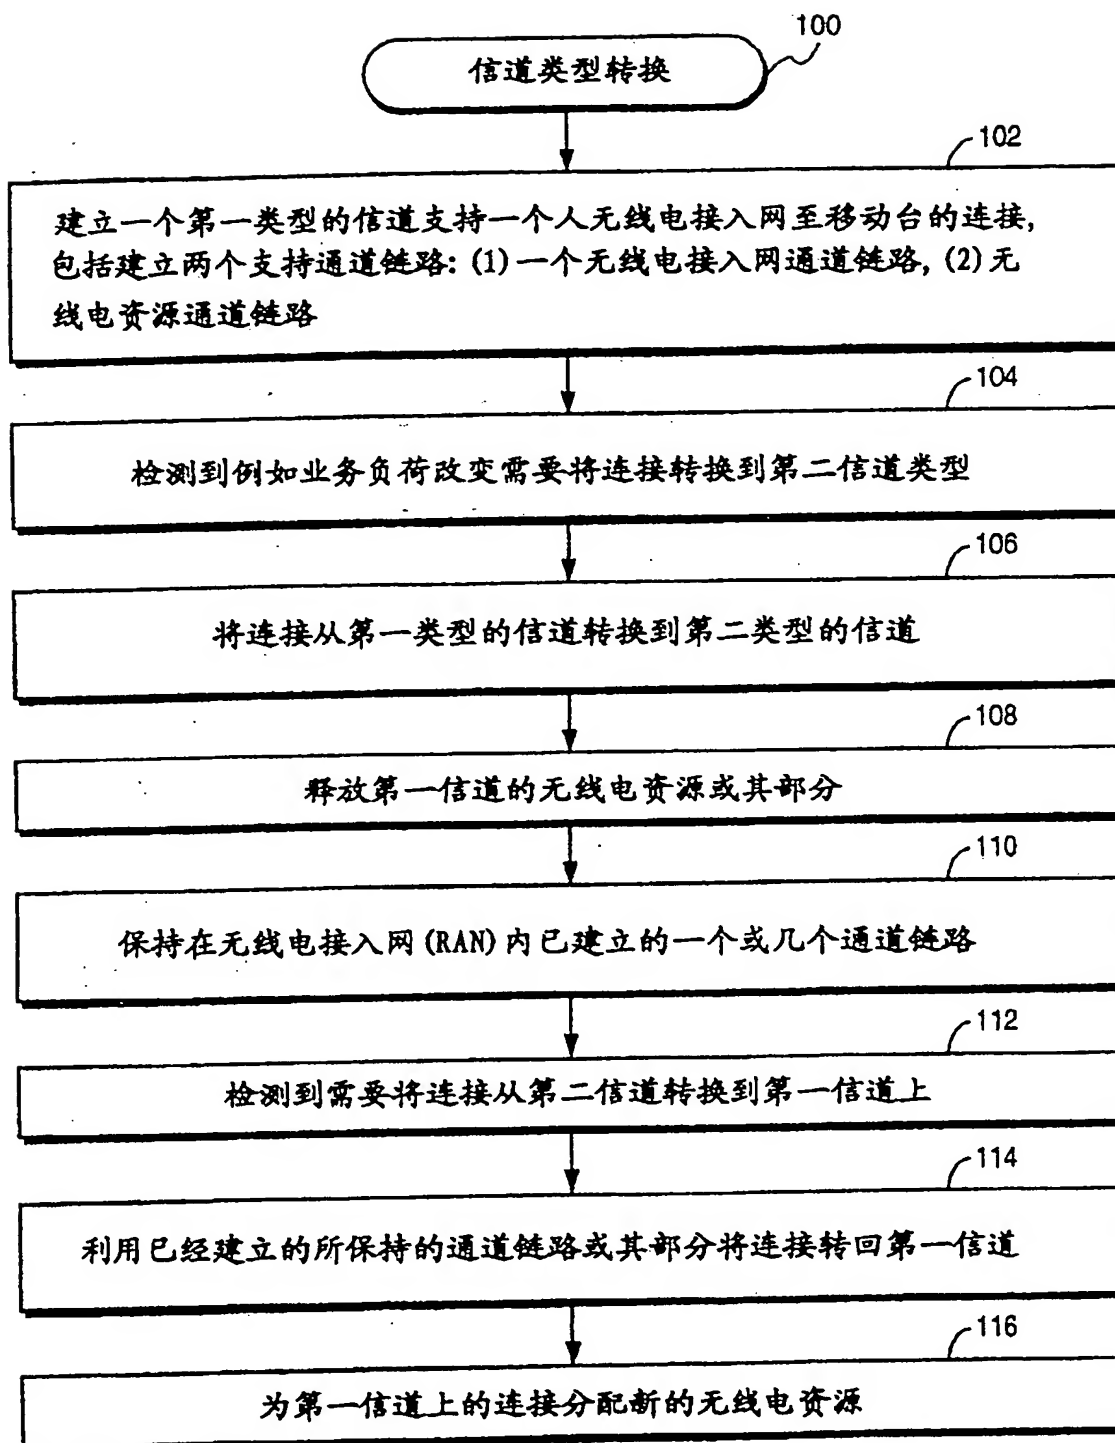 100
信道类型转换
102
建立一个第一类型的信道支持一个人无线电接入网至移动台的连接,
包括建立两个支持通道链路: (1)一个无线电接入网通道链路, (2)无
线电资源通道链路
104
检测到例如业务负荷改变需要将连接转换到第二信道类型
106
将连接从第一类型的信道转换到第二类型的信道
108
释放第一信道的无线电资源或其部分
110
保持在无线电接入网(RAN)内已建立的一个或几个通道链路
112
检测到需要将连接从第二信道转换到第一信道上
114
利用已经建立的所保持的通道链路或其部分将连接转回第一信道
116
为第一信道上的连接分配新的无线电资源